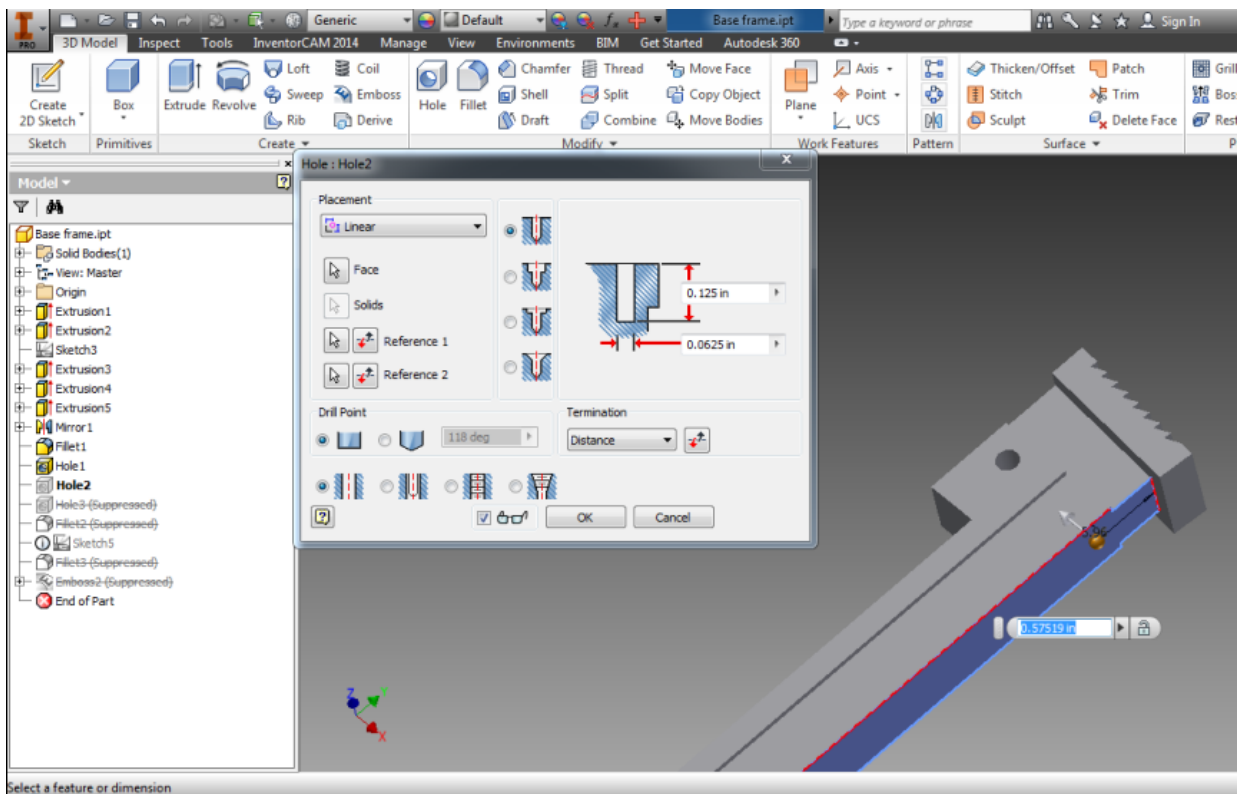 Generic
Default
Base frame.ipt
Type a keyword or phrase
Sign In
PRO
3D Model Inspect Tools InventorCAM 2014 Manage View Environments BIM Get Started Autodesk 360
Loft Coil Chamfer Thread Move Face Axis Thicken/Offset Patch Gril
Sweep Emboss Shell Split Copy Object Point Stitch Trim Bos
Create Box Extrude Revolve Hole Fillet Plane
2D Sketch Rib Derive Draft Combine Move Bodies UCS Sculpt Delete Face Rest
Sketch Primitives Create Modify Work Features Pattern Surface P
Hole : Hole2
Model
Placement
Linear
Face
Solids
Reference 1
Reference 2
0.125 in
0.0625 in
Drill Point
118 deg
Termination
Distance
OK Cancel
Base frame.ipt
Solid Bodies(1)
View: Master
Origin
Extrusion1
Extrusion2
Sketch3
Extrusion3
Extrusion4
Extrusion5
Mirror1
Fillet1
Hole1
Hole2
Hole3 (Suppressed)
Fillet2 (Suppressed)
Sketch5
Fillet3 (Suppressed)
Emboss2 (Suppressed)
End of Part
5.96
0.57519 in
Z
X
Select a feature or dimension